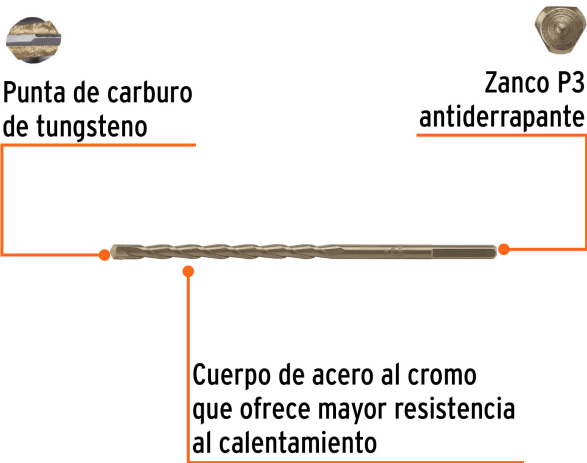 Punta de carburo
de tungsteno
Zanco P3
antiderrapante
Cuerpo de acero al cromo
que ofrece mayor resistencia
al calentamiento